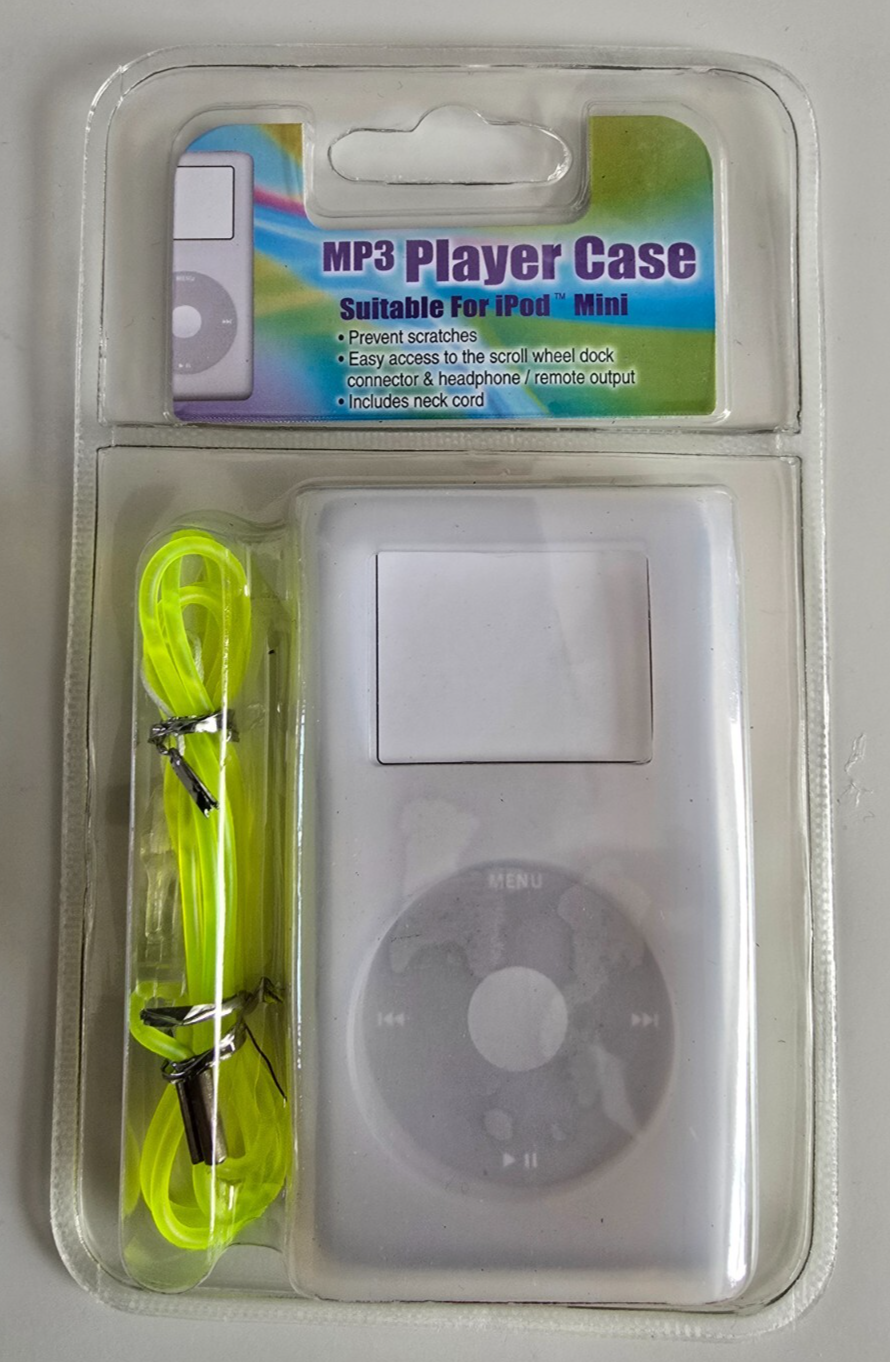 MP3 Player Case
Suitable For iPod™ Mini
• Prevent scratches
• Easy access to the scroll wheel dock
connector & headphone / remote output
• Includes neck cord
MENU
MENU